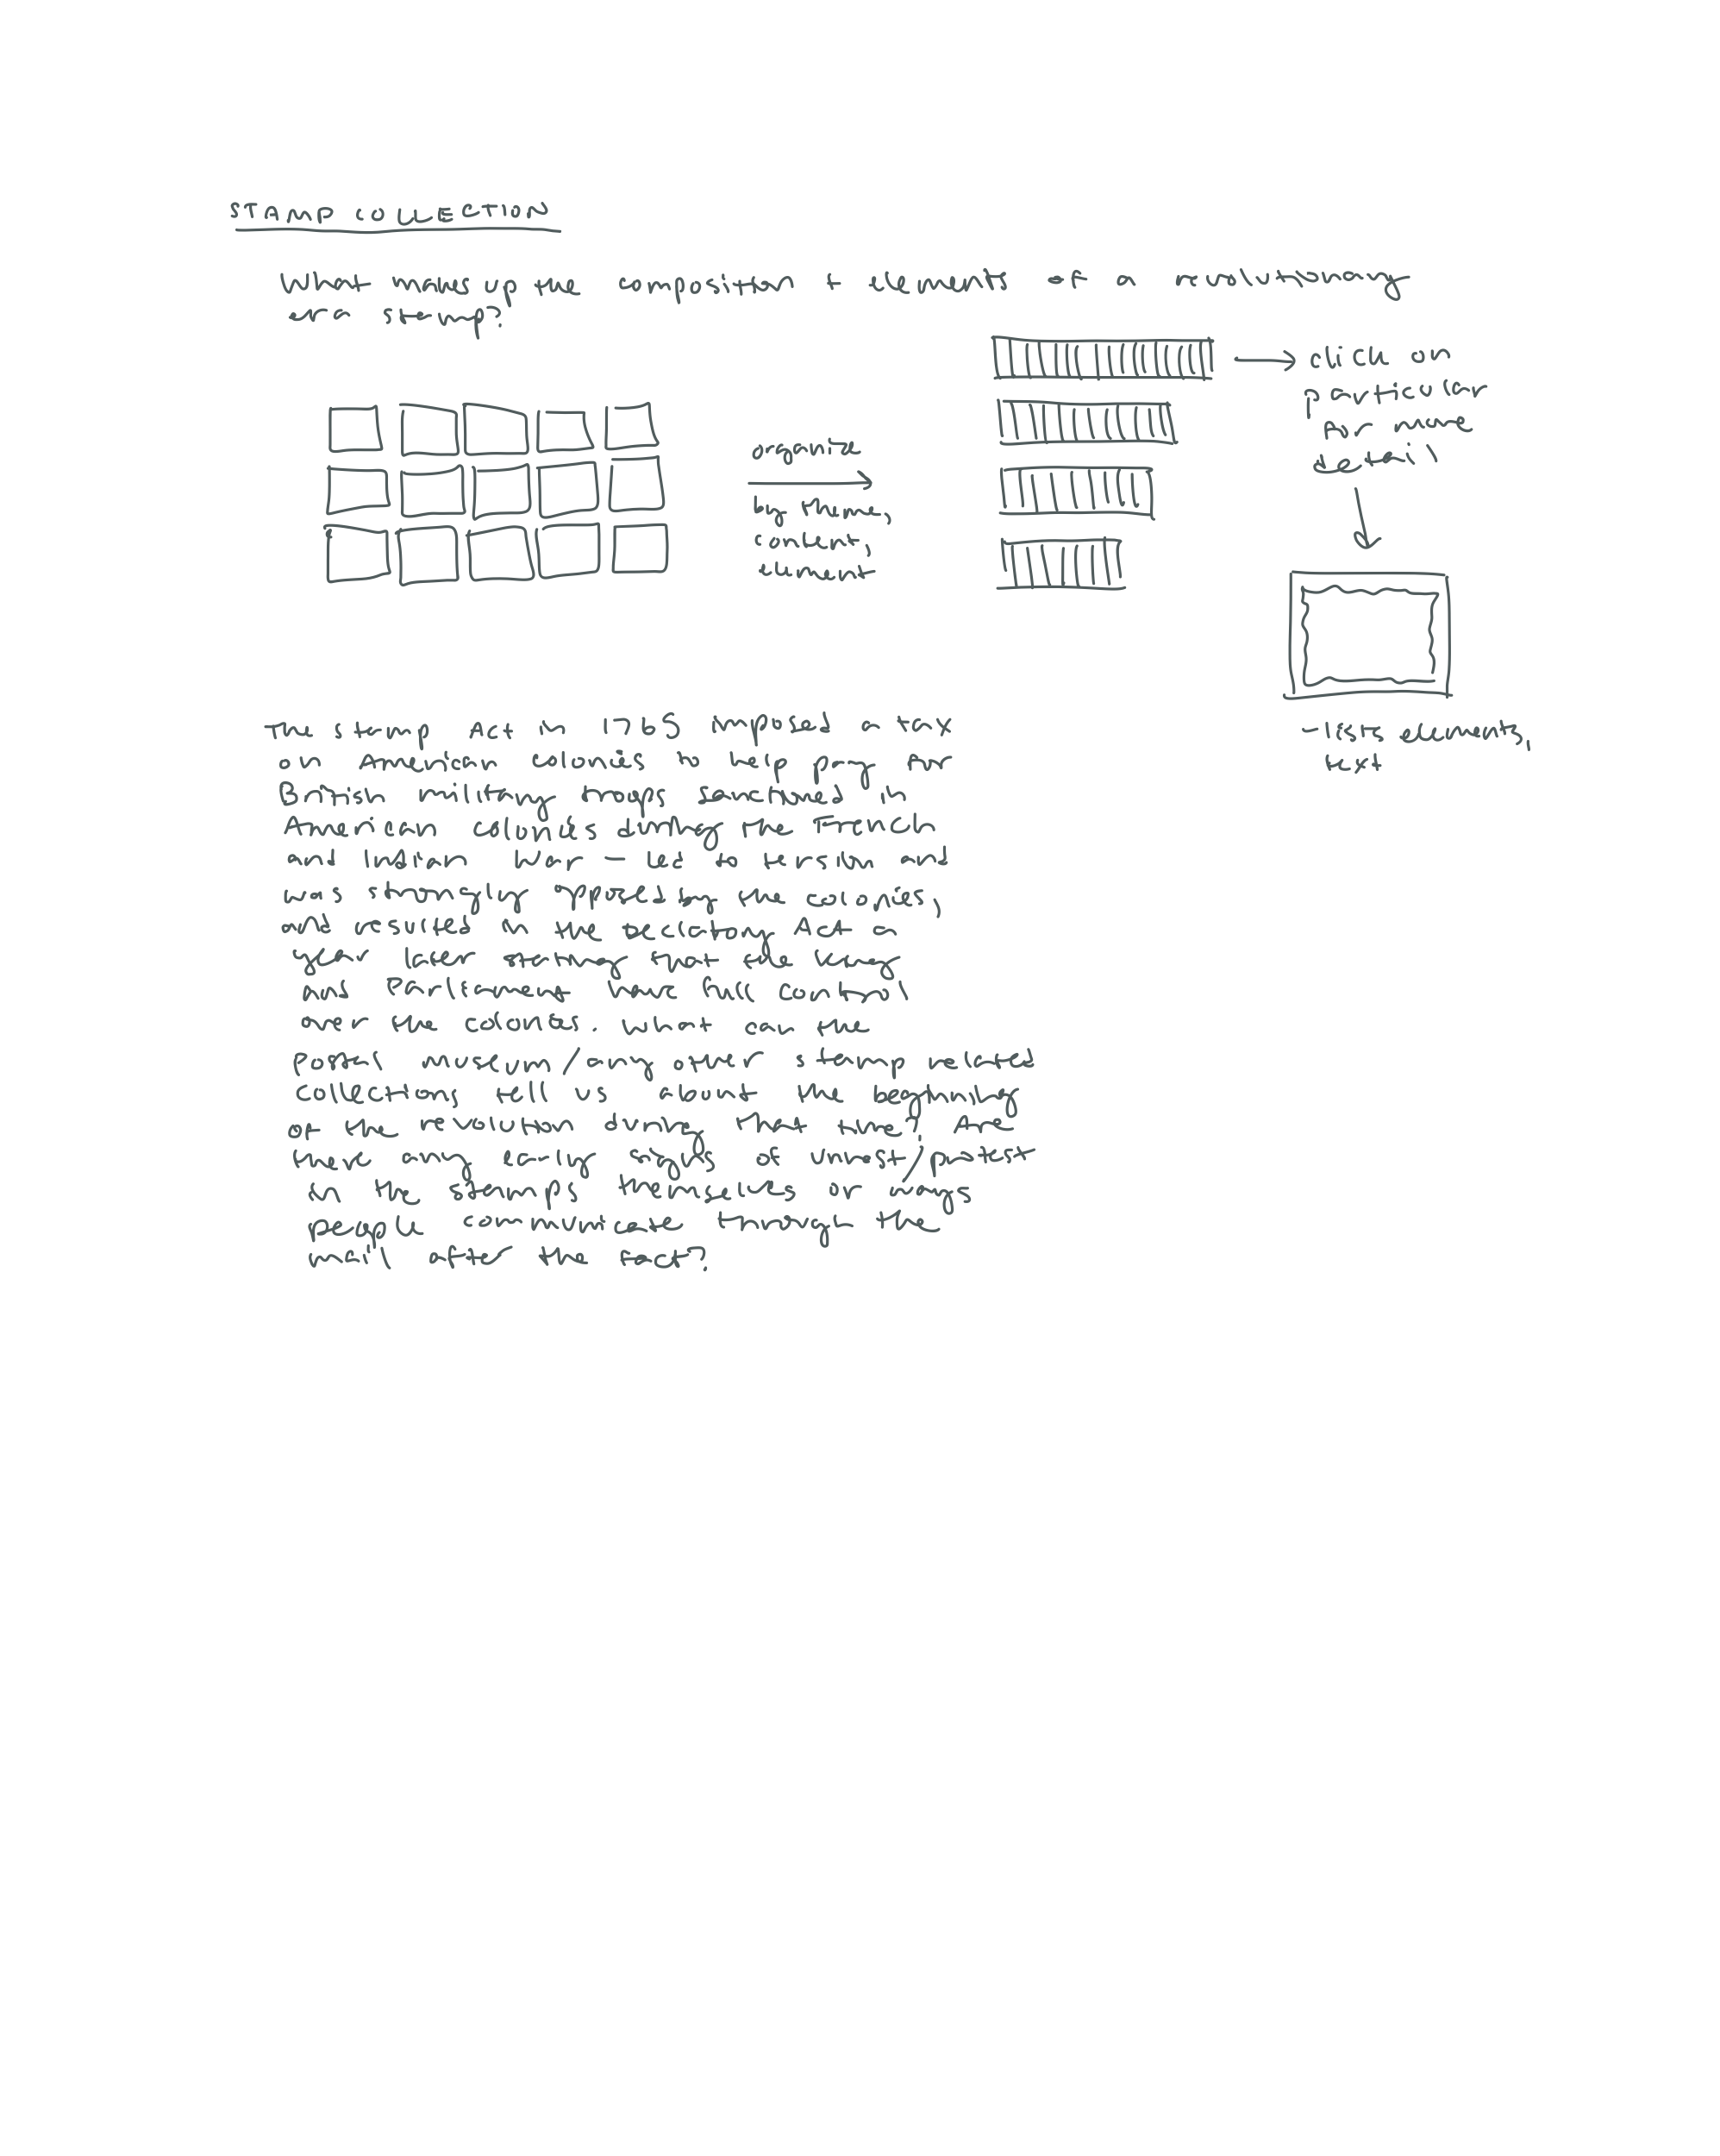 STAMP COLLECTION
What makes up the composition + elements of a revolutionary
era stamp?
organize
by theme,
content,
element
click on
particular
for more
detail
- lists elements,
text
The Stamp Act in 1765 imposed a tax
on American colonies to help pay for
British military troops sanctioned in
American colonies during the French
and Indian War - led to tension and
was strongly opposed by the colonies,
and resulted in the Declatory Act a
year later stating that the King
and Parliament have full control
over the colonies. What can the
Postal museum/any other stamp related
collections tell us about the beginning
of the revolution during that time? Are
there any early signs of unrest/protest
in the stamps themselves or ways
people communicate through the
mail after the fact?